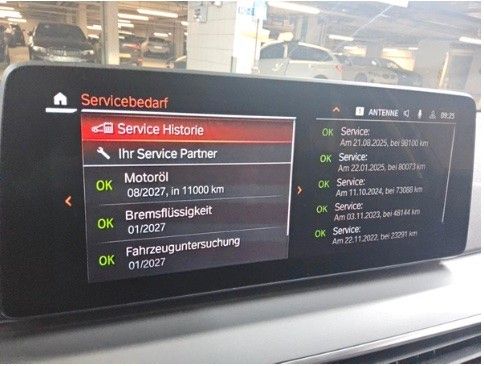 Servicebedarf
1 ANTENNE 09:25
Service Historie
Ihr Service Partner
OK Motoröl
08/2027, in 11000 km
OK Bremsflüssigkeit
01/2027
OK Fahrzeuguntersuchung
01/2027
OK Service:
Am 21.08.2025, bei 98100 km
OK Service:
Am 22.01.2025, bei 80073 km
OK Service:
Am 11.10.2024, bei 73088 km
OK Service:
Am 03.11.2023, bei 48144 km
OK Service:
Am 22.11.2022, bei 23291 km